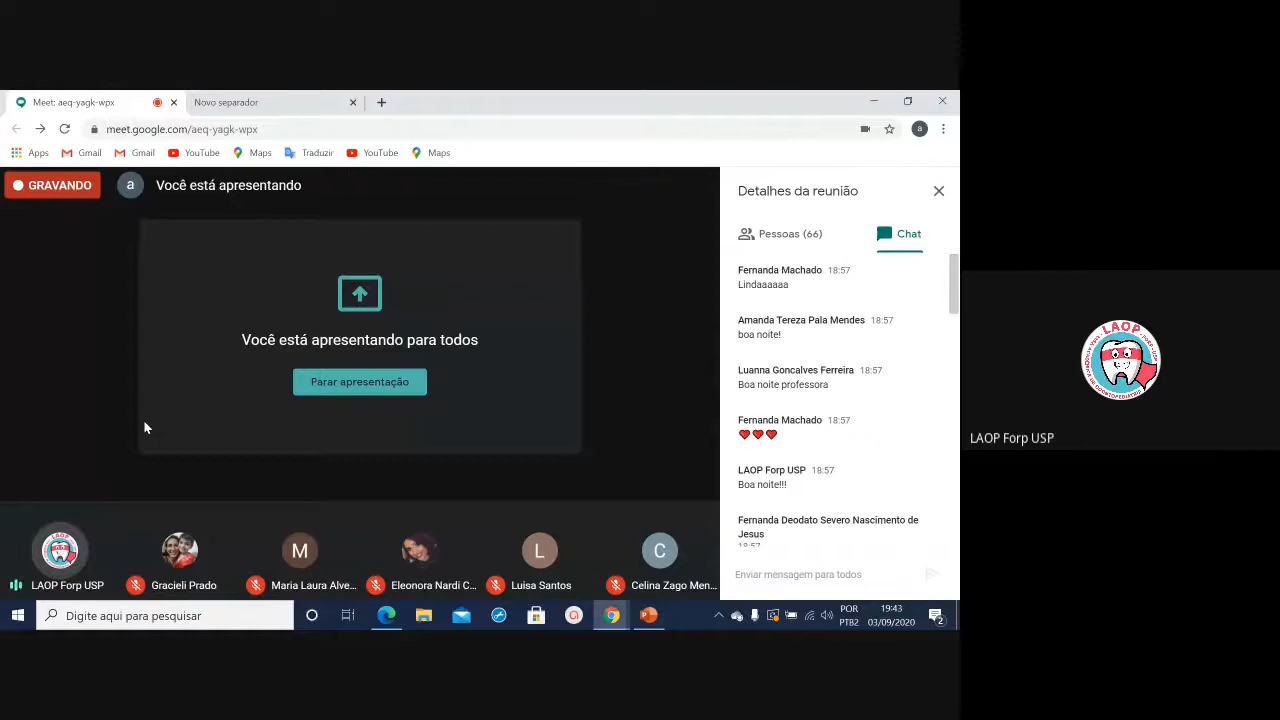 Meet: aeq-yagk-wpx
Novo separador
meet.google.com/aeq-yagk-wpx
Apps Gmail Gmail YouTube Maps Traduzir YouTube Maps
GRAVANDO
a
Você está apresentando
Você está apresentando para todos
Parar apresentação
Detalhes da reunião
Pessoas (66)
Chat
Fernanda Machado 18:57
Lindaaaaaa
Amanda Tereza Pala Mendes 18:57
boa noite!
Luanna Goncalves Ferreira 18:57
Boa noite professora
Fernanda Machado 18:57
LAOP Forp USP 18:57
Boa noite!!!
Fernanda Deodato Severo Nascimento de
Jesus
18:57
Enviar mensagem para todos
M
L
C
LAOP Forp USP
Gracieli Prado
Maria Laura Alve...
Eleonora Nardi C...
Luisa Santos
Celina Zago Men...
Digite aqui para pesquisar
POR
PTB2
19:43
03/09/2020
2
LAOP
LAOP Forp USP